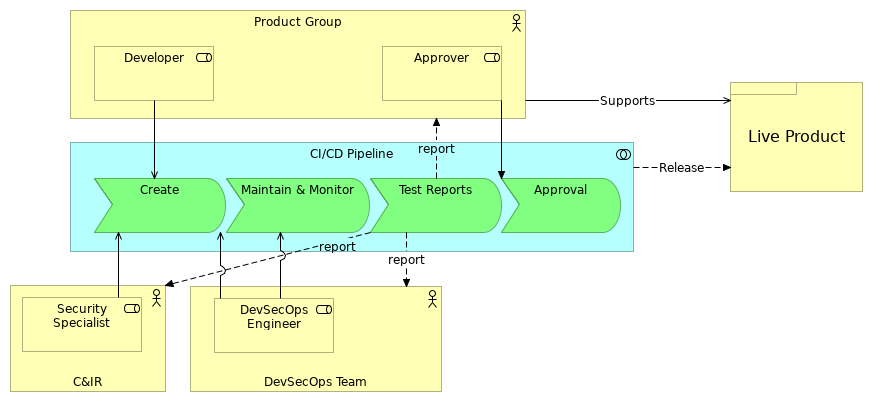 Product Group
Developer
Approver
Supports
Live Product
report
CI/CD Pipeline
Release
Create
Maintain & Monitor
Test Reports
Approval
report
report
Security
Specialist
DevSecOps
Engineer
C&IR
DevSecOps Team